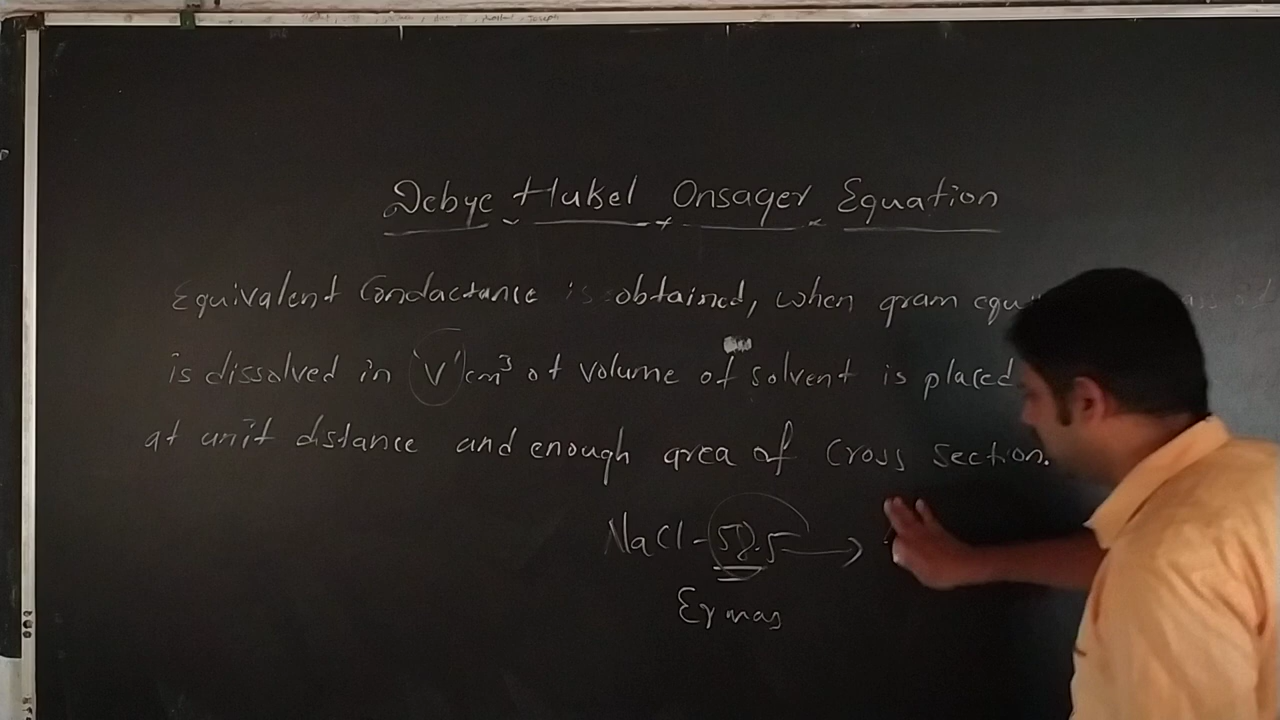 Debye Hukel Onsager Equation
Equivalent Conductance is obtained, when gram equ
is dissolved in 'V' cm³ of volume of solvent is placed
at unit distance and enough area of cross section.
NaCl - 58.5 →
Eq mas